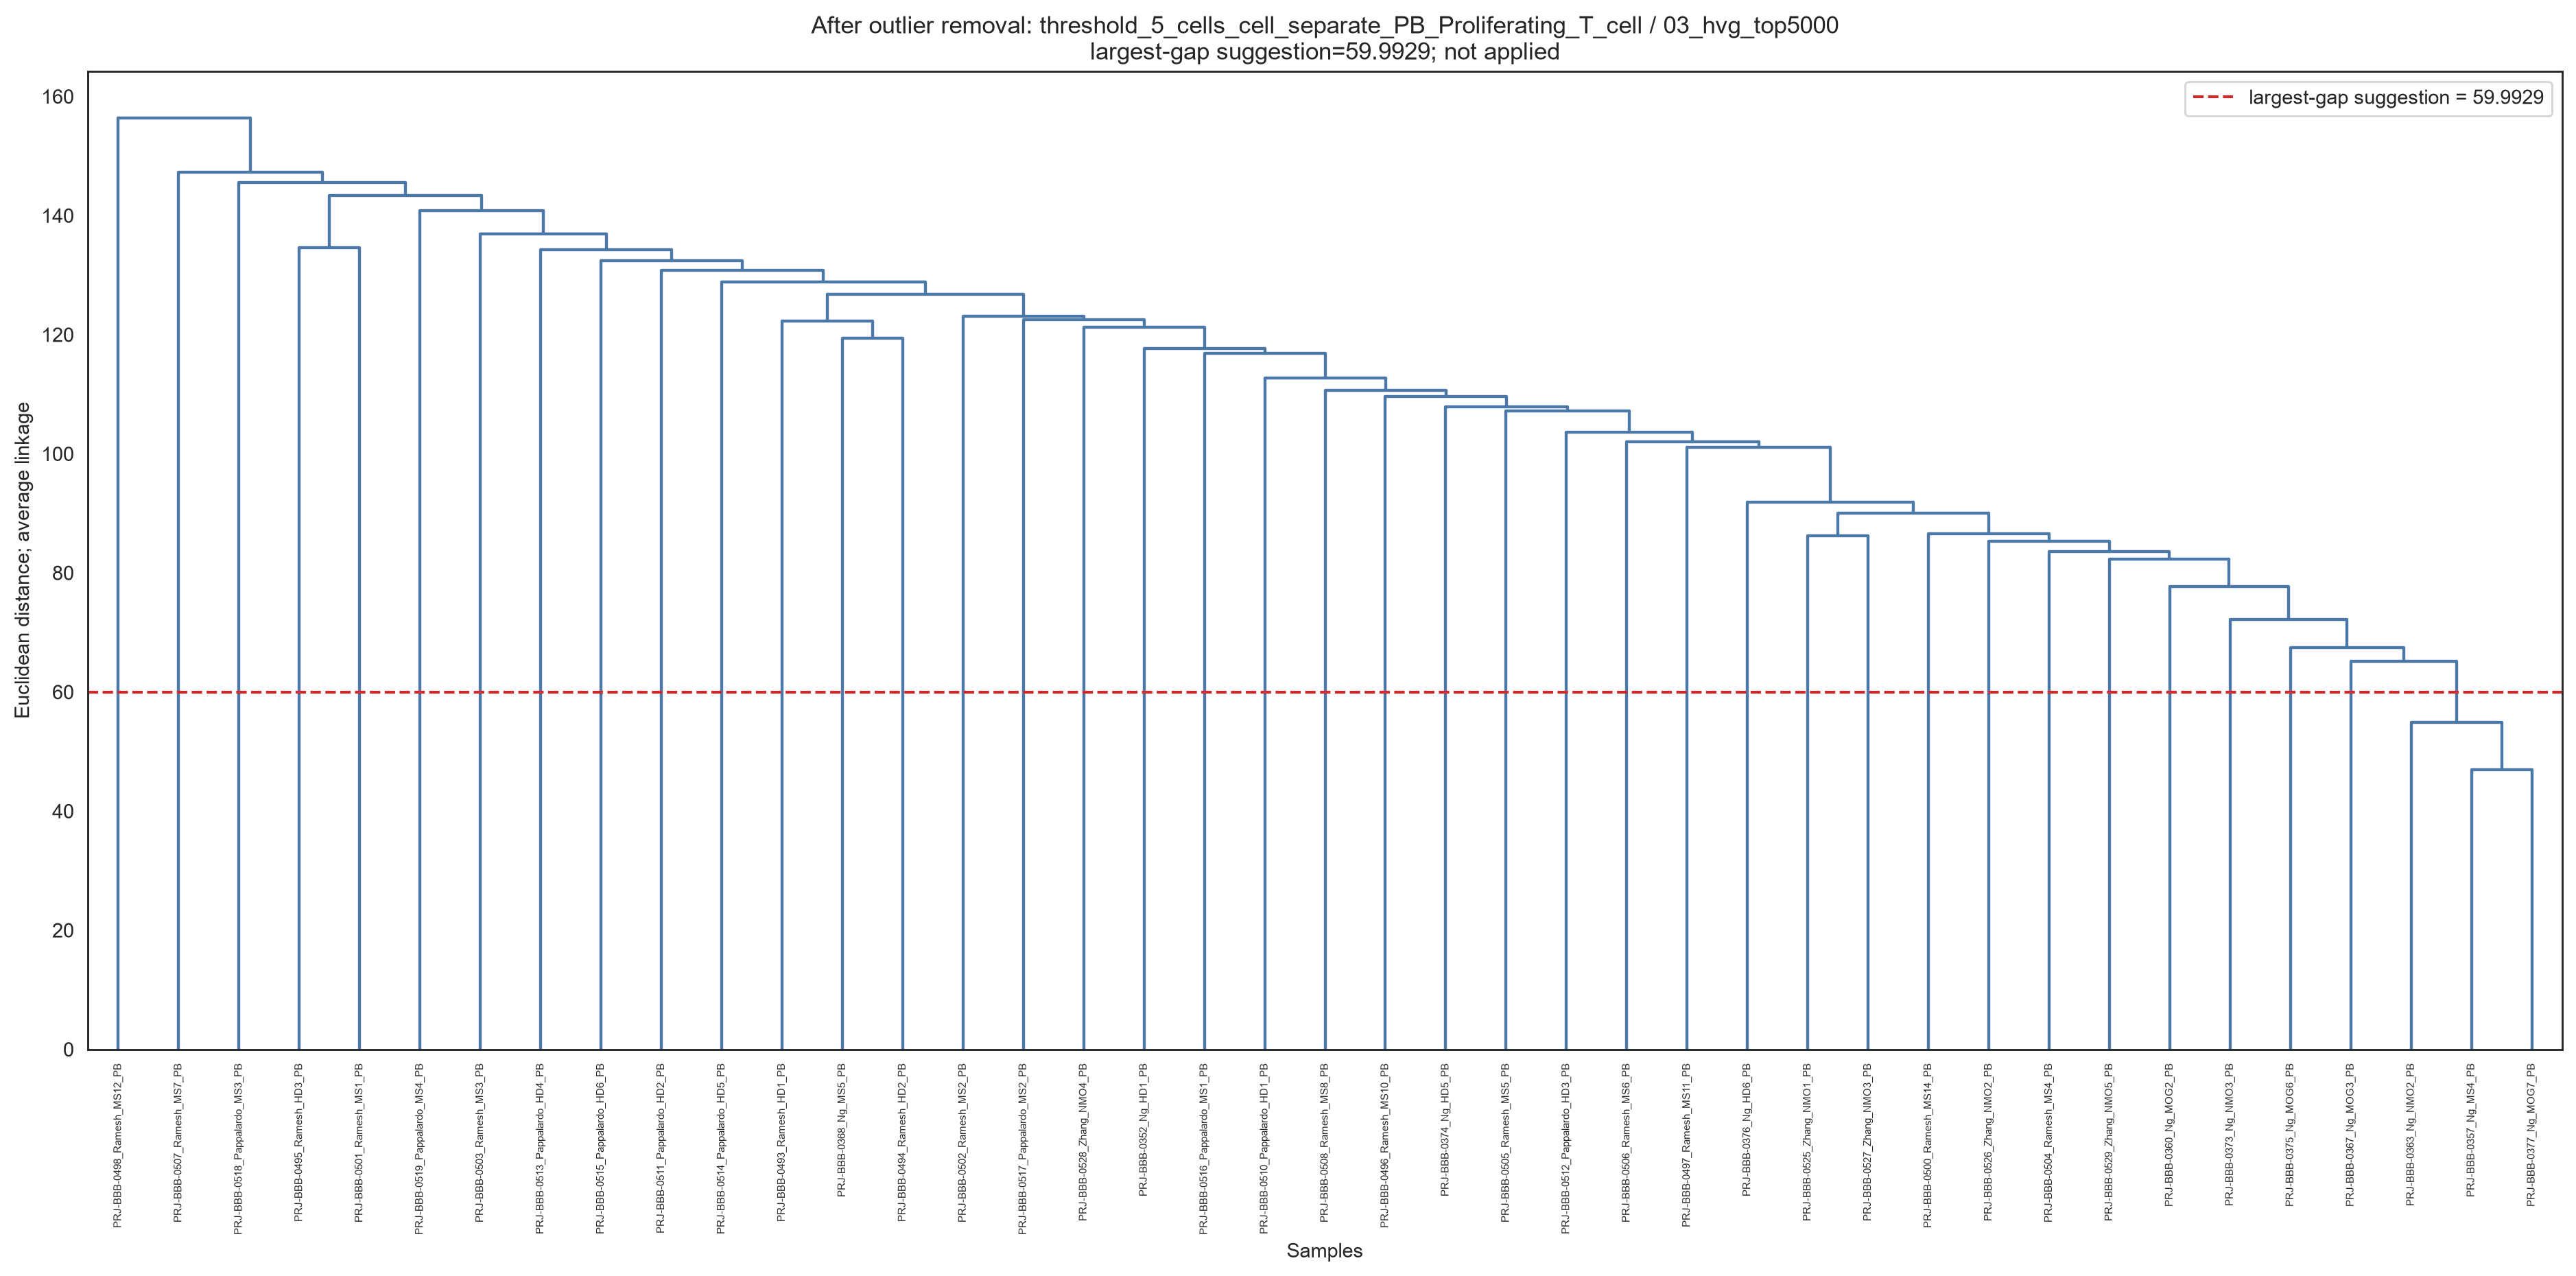 After outlier removal: threshold_5_cells_cell_separate_PB_Proliferating_T_cell / 03_hvg_top5000
largest-gap suggestion=59.9929; not applied
largest-gap suggestion = 59.9929
Euclidean distance; average linkage
160
140
120
100
80
60
40
20
0
PRJ-BBB-0498_Ramesh_MS12_PB
PRJ-BBB-0507_Ramesh_MS7_PB
PRJ-BBB-0518_Pappalardo_MS3_PB
PRJ-BBB-0495_Ramesh_HD3_PB
PRJ-BBB-0501_Ramesh_MS1_PB
PRJ-BBB-0519_Pappalardo_MS4_PB
PRJ-BBB-0503_Ramesh_MS3_PB
PRJ-BBB-0513_Pappalardo_HD4_PB
PRJ-BBB-0515_Pappalardo_HD6_PB
PRJ-BBB-0511_Pappalardo_HD2_PB
PRJ-BBB-0514_Pappalardo_HD5_PB
PRJ-BBB-0493_Ramesh_HD1_PB
PRJ-BBB-0368_Ng_MS5_PB
PRJ-BBB-0494_Ramesh_HD2_PB
PRJ-BBB-0502_Ramesh_MS2_PB
PRJ-BBB-0517_Pappalardo_MS2_PB
PRJ-BBB-0528_Zhang_NMO4_PB
PRJ-BBB-0352_Ng_HD1_PB
PRJ-BBB-0516_Pappalardo_MS1_PB
PRJ-BBB-0510_Pappalardo_HD1_PB
PRJ-BBB-0508_Ramesh_MS8_PB
PRJ-BBB-0496_Ramesh_MS10_PB
PRJ-BBB-0374_Ng_HD5_PB
PRJ-BBB-0505_Ramesh_MS5_PB
PRJ-BBB-0512_Pappalardo_HD3_PB
PRJ-BBB-0506_Ramesh_MS6_PB
PRJ-BBB-0497_Ramesh_MS11_PB
PRJ-BBB-0376_Ng_HD6_PB
PRJ-BBB-0525_Zhang_NMO1_PB
PRJ-BBB-0527_Zhang_NMO3_PB
PRJ-BBB-0500_Ramesh_MS14_PB
PRJ-BBB-0526_Zhang_NMO2_PB
PRJ-BBB-0504_Ramesh_MS4_PB
PRJ-BBB-0529_Zhang_NMO5_PB
PRJ-BBB-0360_Ng_MOG2_PB
PRJ-BBB-0373_Ng_NMO3_PB
PRJ-BBB-0375_Ng_MOG6_PB
PRJ-BBB-0367_Ng_MOG3_PB
PRJ-BBB-0363_Ng_NMO2_PB
PRJ-BBB-0357_Ng_MS4_PB
PRJ-BBB-0377_Ng_MOG7_PB
Samples